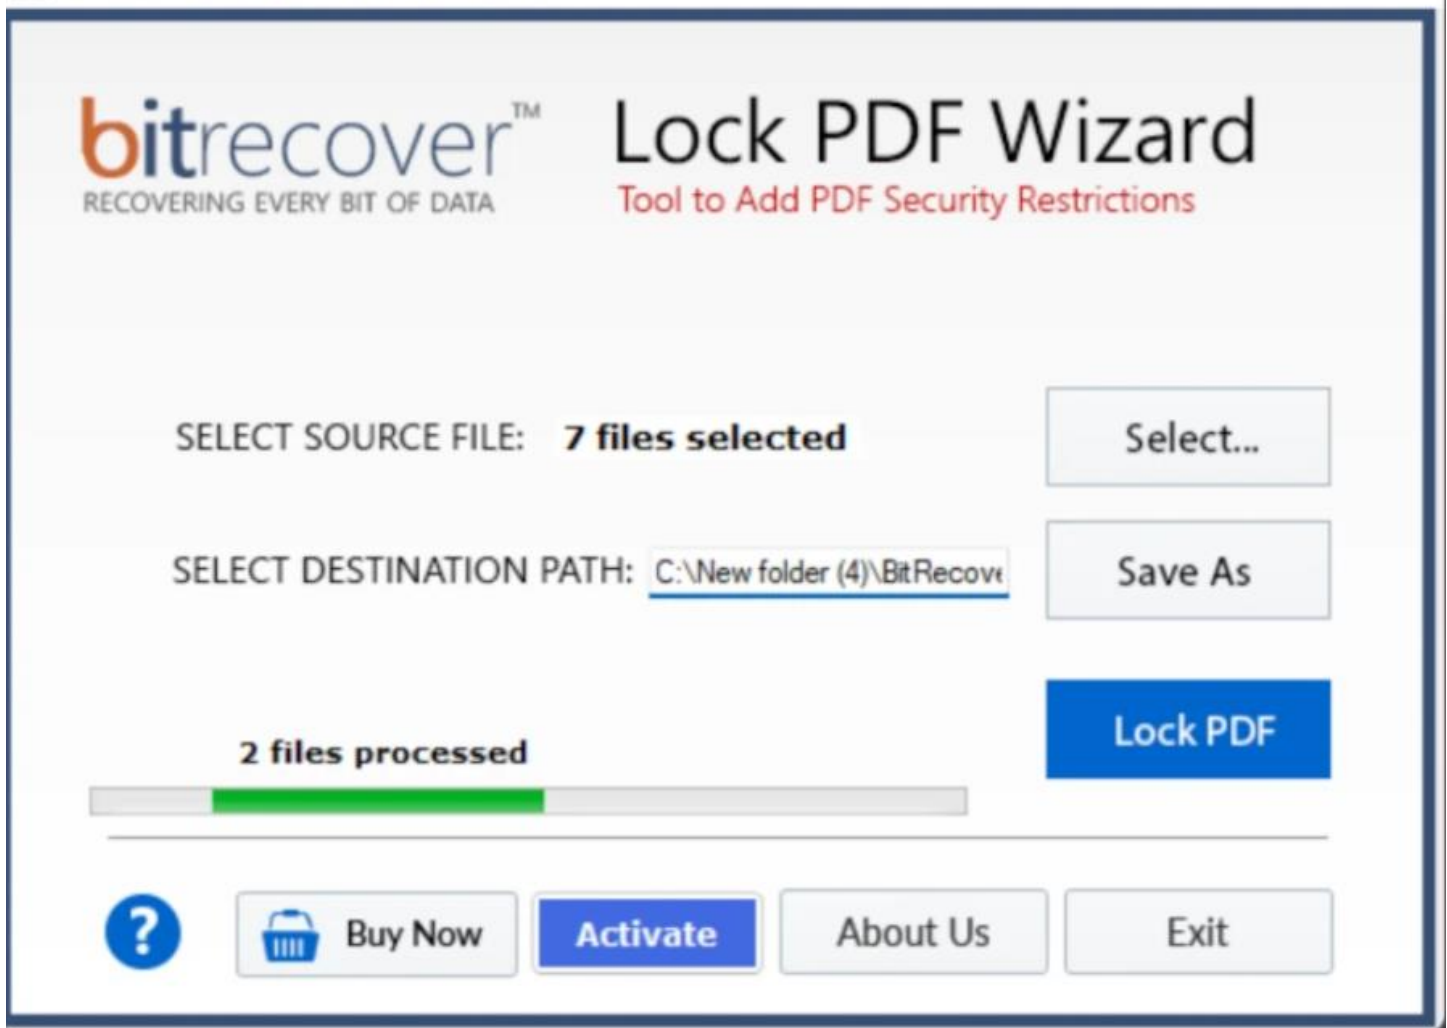 bitrecover™
RECOVERING EVERY BIT OF DATA
Lock PDF Wizard
Tool to Add PDF Security Restrictions
SELECT SOURCE FILE: 7 files selected
Select...
SELECT DESTINATION PATH: C:\New folder (4)\BitRecove
Save As
Lock PDF
2 files processed
? Buy Now Activate About Us Exit